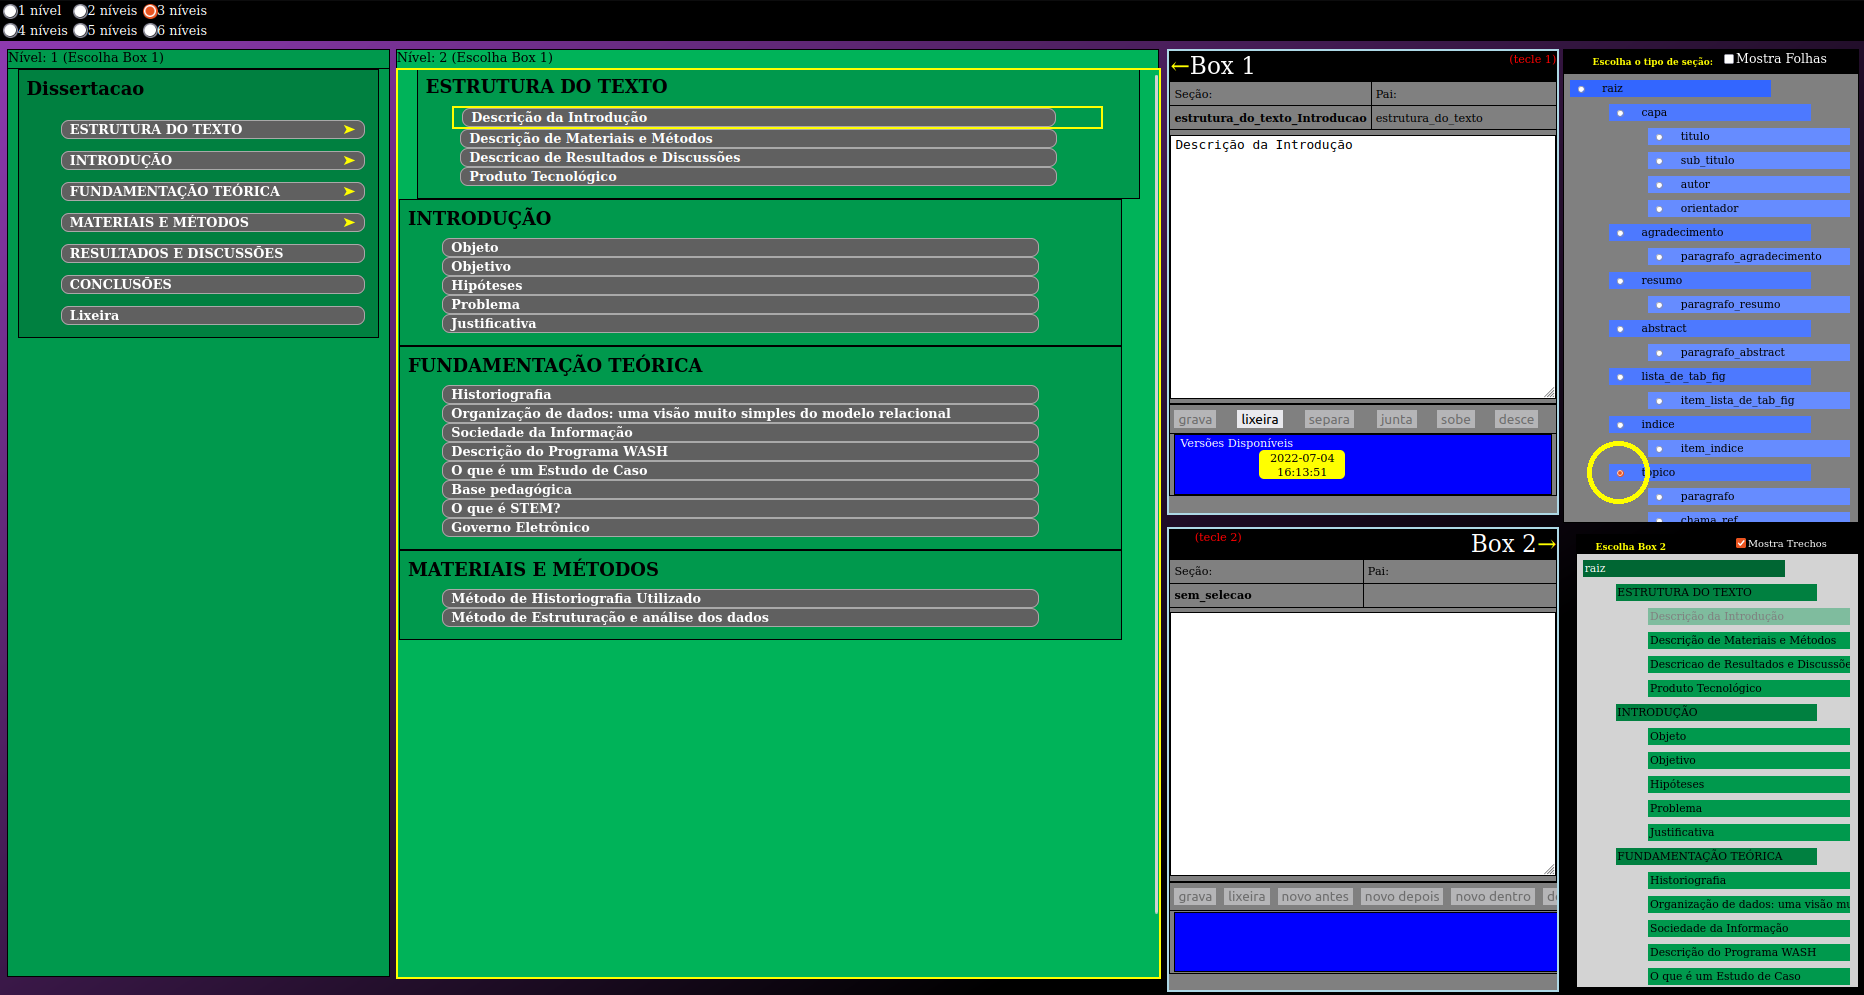 1 nível 2 níveis 3 níveis
4 níveis 5 níveis 6 níveis
Nível: 1 (Escolha Box 1)
Dissertacao
ESTRUTURA DO TEXTO ➤
INTRODUÇÃO ➤
FUNDAMENTAÇÃO TEÓRICA ➤
MATERIAIS E MÉTODOS ➤
RESULTADOS E DISCUSSÕES
CONCLUSÕES
Lixeira
Nível: 2 (Escolha Box 1)
ESTRUTURA DO TEXTO
Descrição da Introdução
Descrição de Materiais e Métodos
Descricao de Resultados e Discussões
Produto Tecnológico
INTRODUÇÃO
Objeto
Objetivo
Hipóteses
Problema
Justificativa
FUNDAMENTAÇÃO TEÓRICA
Historiografia
Organização de dados: uma visão muito simples do modelo relacional
Sociedade da Informação
Descrição do Programa WASH
O que é um Estudo de Caso
Base pedagógica
O que é STEM?
Governo Eletrônico
MATERIAIS E MÉTODOS
Método de Historiografia Utilizado
Método de Estruturação e análise dos dados
←Box 1 (tecle 1)
Seção: Pai:
estrutura_do_texto_Introducao estrutura_do_texto
Descrição da Introdução
grava lixeira separa junta sobe desce
Versões Disponíveis
2022-07-04
16:13:51
(tecle 2) Box 2→
Seção: Pai:
sem_selecao
grava lixeira novo antes novo depois novo dentro
Escolha o tipo de seção: Mostra Folhas
raiz
capa
titulo
sub_titulo
autor
orientador
agradecimento
paragrafo_agradecimento
resumo
paragrafo_resumo
abstract
paragrafo_abstract
lista_de_tab_fig
item_lista_de_tab_fig
indice
item_indice
topico
paragrafo
chama_ref
Escolha Box 2 Mostra Trechos
raiz
ESTRUTURA DO TEXTO
Descrição da Introdução
Descrição de Materiais e Métodos
Descricao de Resultados e Discussõe
Produto Tecnológico
INTRODUÇÃO
Objeto
Objetivo
Hipóteses
Problema
Justificativa
FUNDAMENTAÇÃO TEÓRICA
Historiografia
Organização de dados: uma visão mu
Sociedade da Informação
Descrição do Programa WASH
O que é um Estudo de Caso